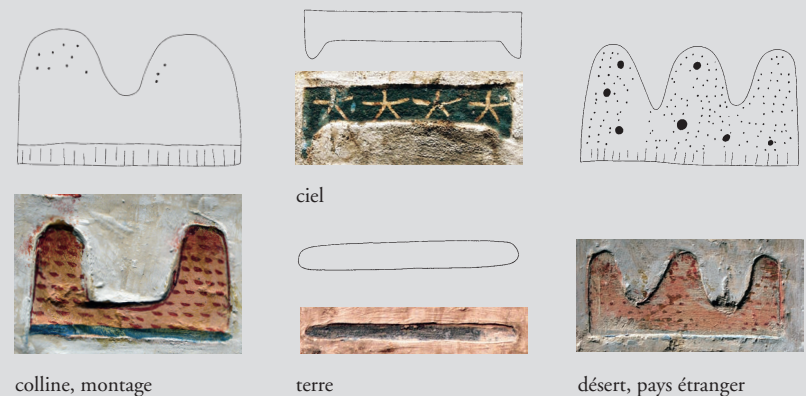 ciel
colline, montage
terre
désert, pays étranger